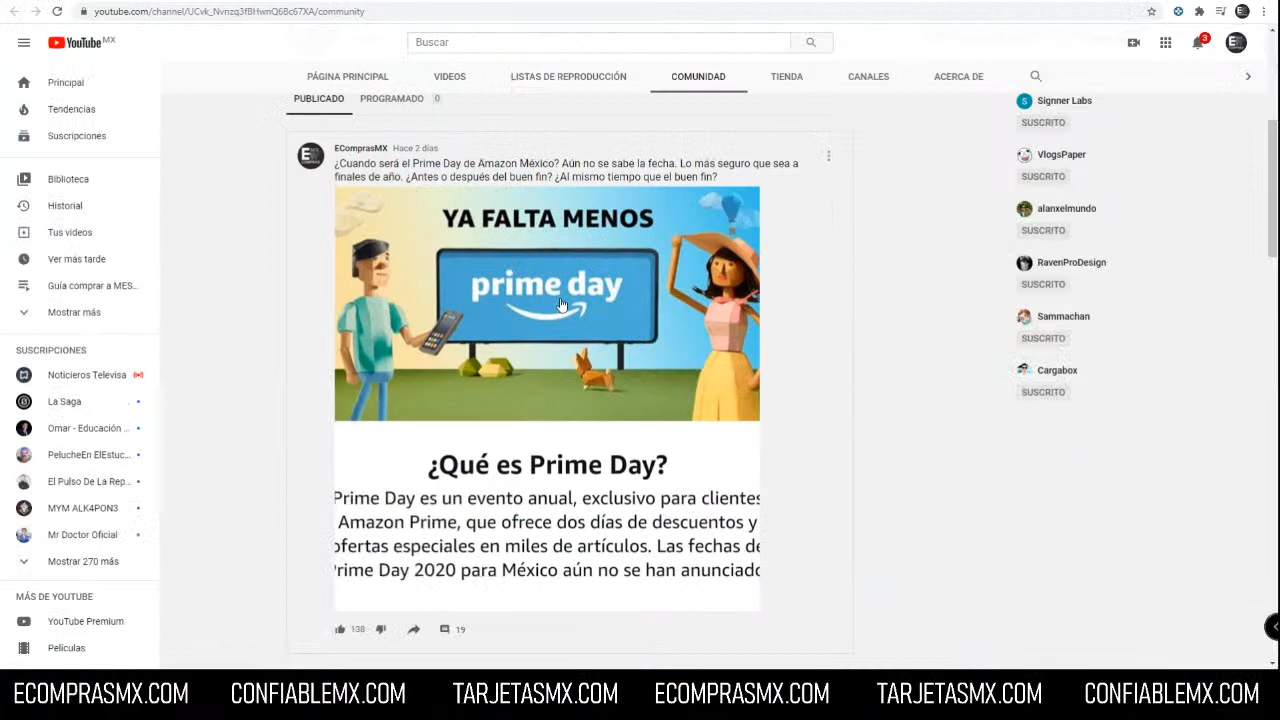 youtube.com/channel/UCvk_Nvnzq3fBHwnQ6Bc67XA/community
YouTube MX
Buscar
3
PÁGINA PRINCIPAL VIDEOS LISTAS DE REPRODUCCIÓN COMUNIDAD TIENDA CANALES ACERCA DE
PUBLICADO PROGRAMADO 0
Principal
Tendencias
Suscripciones
Biblioteca
Historial
Tus videos
Ver más tarde
Guía comprar a MES...
Mostrar más
SUSCRIPCIONES
Noticieros Televisa
La Saga
Omar - Educación ...
PelucheEn ElEstuc...
El Pulso De La Rep...
MYM ALK4PON3
Mr Doctor Oficial
Mostrar 270 más
MÁS DE YOUTUBE
YouTube Premium
Películas
EComprasMX Hace 2 días
¿Cuando será el Prime Day de Amazon México? Aún no se sabe la fecha. Lo más seguro que sea a
finales de año. ¿Antes o después del buen fin? ¿Al mismo tiempo que el buen fin?
YA FALTA MENOS
prime day
¿Qué es Prime Day?
Prime Day es un evento anual, exclusivo para clientes
Amazon Prime, que ofrece dos días de descuentos y
ofertas especiales en miles de artículos. Las fechas de
Prime Day 2020 para México aún no se han anunciado
138 19
Signner Labs
SUSCRITO
VlogsPaper
SUSCRITO
alanxelmundo
SUSCRITO
RavenProDesign
SUSCRITO
Sammachan
SUSCRITO
Cargabox
SUSCRITO
ECOMPRASMX.COM CONFIABLEMX.COM TARJETASMX.COM ECOMPRASMX.COM TARJETASMX.COM CONFIABLEMX.COM